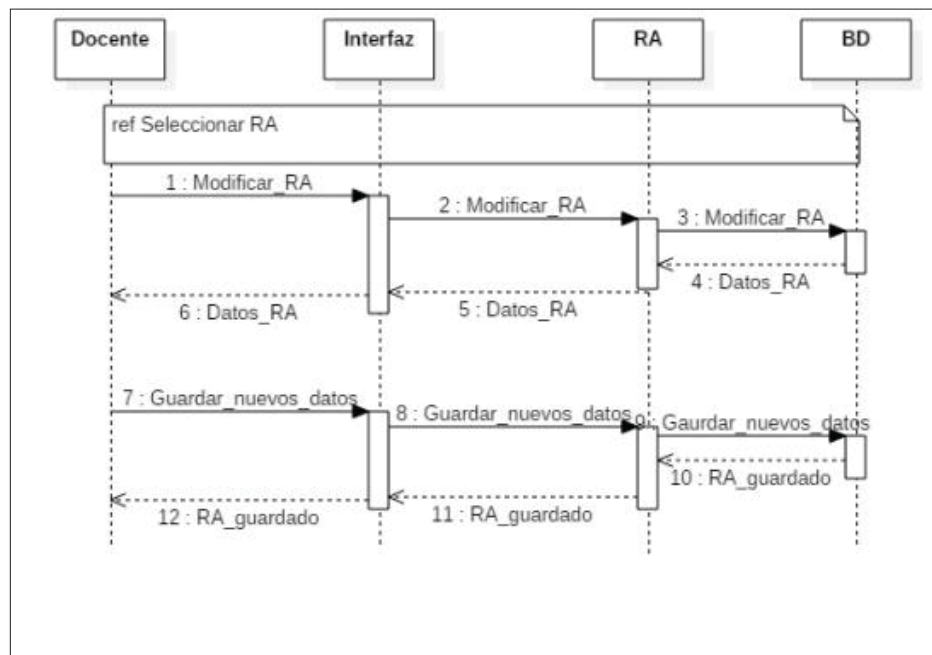 Docente
Interfaz
RA
BD
ref Seleccionar RA
1 : Modificar_RA
2 : Modificar_RA
3 : Modificar_RA
4 : Datos_RA
5 : Datos_RA
6 : Datos_RA
7 : Guardar_nuevos_datos
8 : Guardar_nuevos_datos
9 : Gaurdar_nuevos_datos
10 : RA_guardado
11 : RA_guardado
12 : RA_guardado